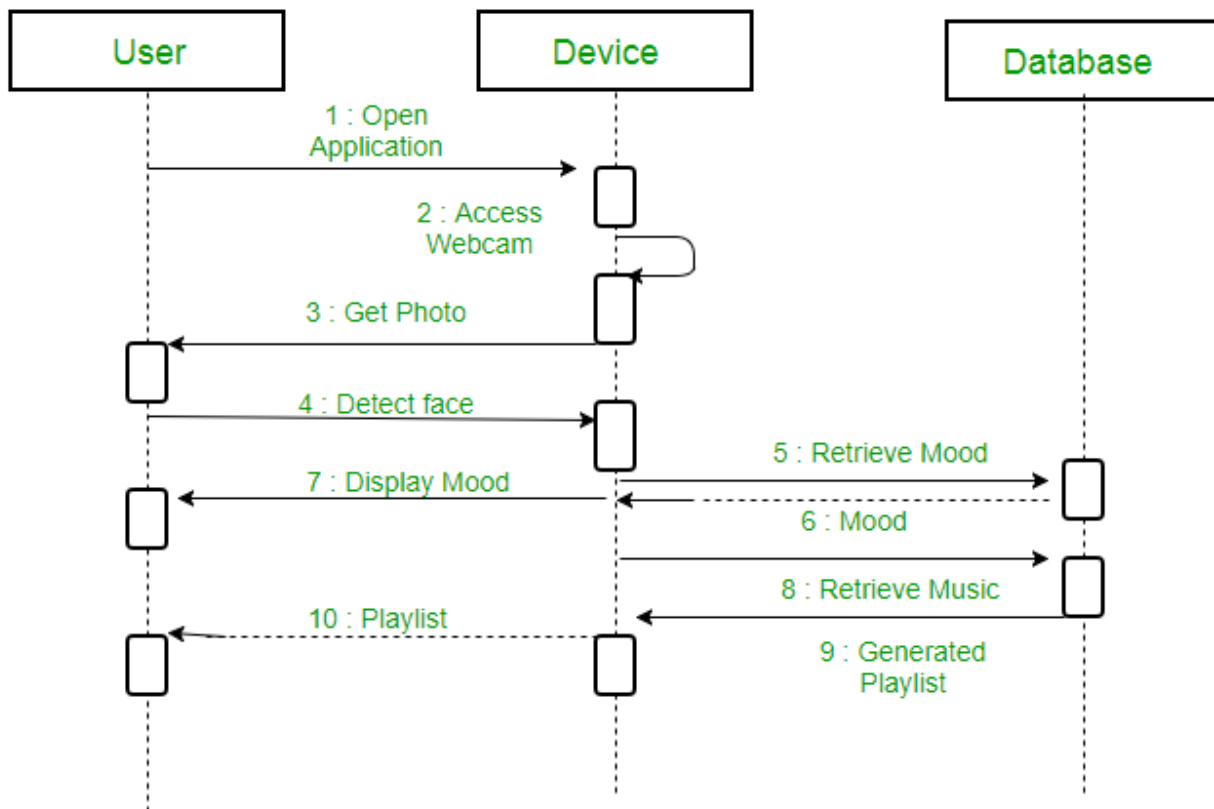 User
Device
Database
1 : Open
Application
2 : Access
Webcam
3 : Get Photo
4 : Detect face
5 : Retrieve Mood
7 : Display Mood
6 : Mood
8 : Retrieve Music
10 : Playlist
9 : Generated
Playlist